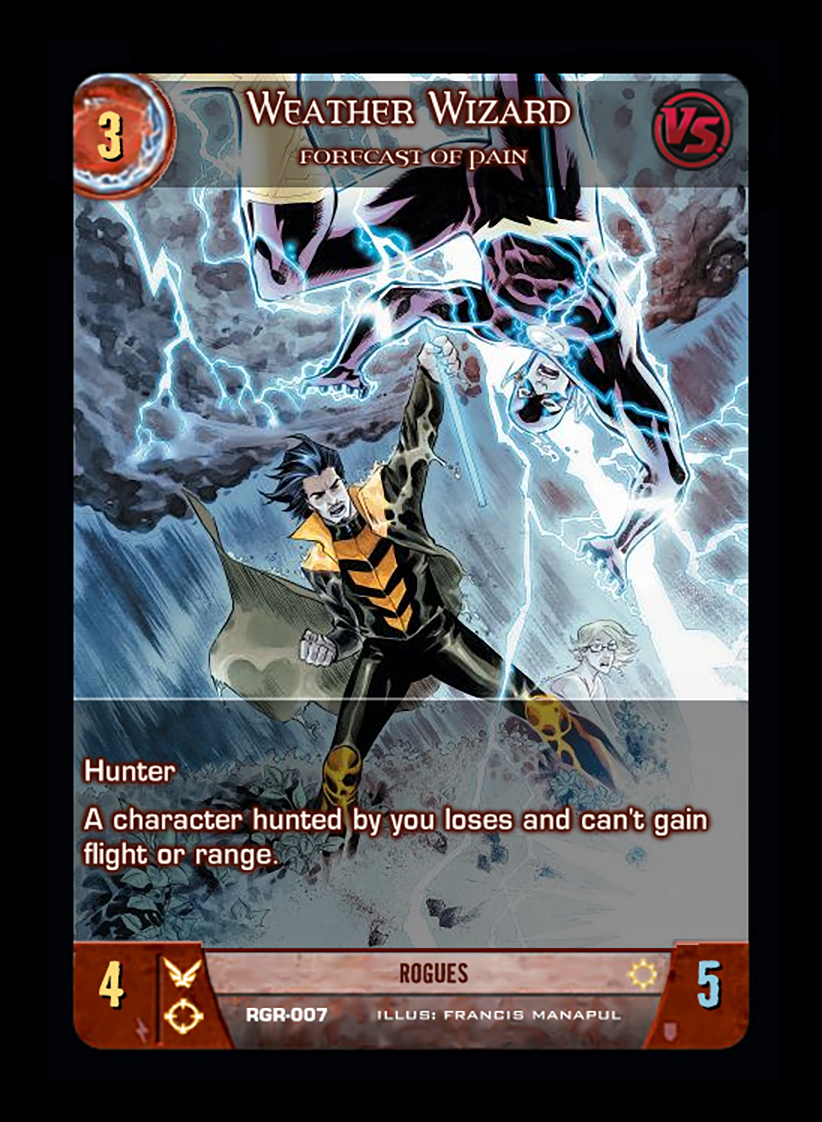 3
WEATHER WIZARD
VS.
FORECAST OF PAIN
Hunter
A character hunted by you loses and can't gain
flight or range.
4
ROGUES
5
RGR-007 ILLUS: FRANCIS MANAPUL